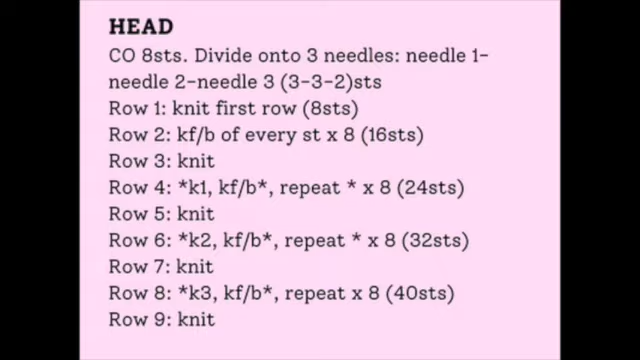 HEAD
CO 8sts. Divide onto 3 needles: needle 1-
needle 2-needle 3 (3-3-2)sts
Row 1: knit first row (8sts)
Row 2: kf/b of every st x 8 (16sts)
Row 3: knit
Row 4: *k1, kf/b*, repeat * x 8 (24sts)
Row 5: knit
Row 6: *k2, kf/b*, repeat * x 8 (32sts)
Row 7: knit
Row 8: *k3, kf/b*, repeat x 8 (40sts)
Row 9: knit